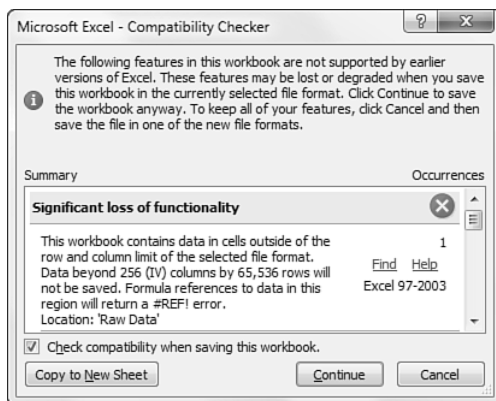 Microsoft Excel - Compatibility Checker
The following features in this workbook are not supported by earlier
versions of Excel. These features may be lost or degraded when you save
this workbook in the currently selected file format. Click Continue to save
the workbook anyway. To keep all of your features, click Cancel and then
save the file in one of the new file formats.
Summary Occurrences
Significant loss of functionality
This workbook contains data in cells outside of the 1
row and column limit of the selected file format.
Data beyond 256 (IV) columns by 65,536 rows will Find Help
not be saved. Formula references to data in this Excel 97-2003
region will return a #REF! error.
Location: 'Raw Data'
Check compatibility when saving this workbook.
Copy to New Sheet Continue Cancel